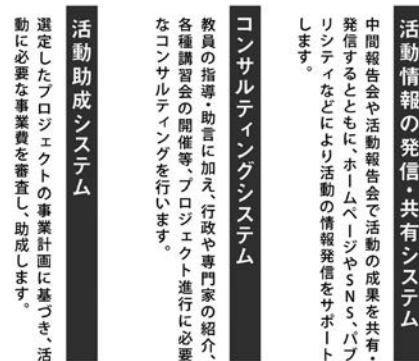 活動情報の発信・共有システム
中間報告会や活動報告会で活動の成果を共有・
発信するとともに、ホームページやSNS、パブ
リシティなどにより活動の情報発信をサポート
します。
コンサルティングシステム
教員の指導・助言に加え、行政や専門家の紹介、
各種講習会の開催等、プロジェクト進行に必要
なコンサルティングを行います。
活動助成システム
選定したプロジェクトの事業計画に基づき、活
動に必要な事業費を審査し、助成します。